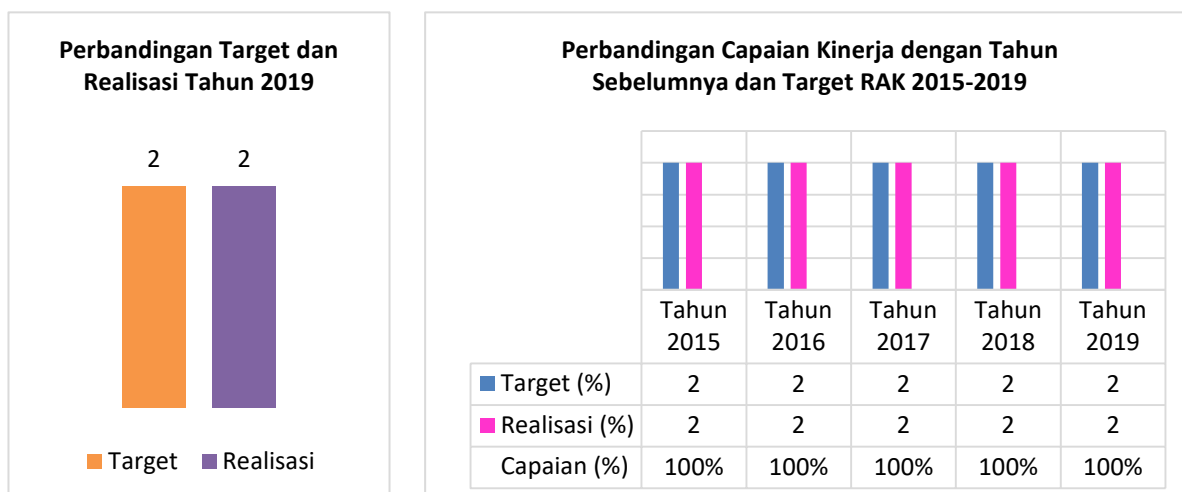 Perbandingan Target dan
Realisasi Tahun 2019
2 2
Target Realisasi
Perbandingan Capaian Kinerja dengan Tahun
Sebelumnya dan Target RAK 2015-2019
Tahun Tahun Tahun Tahun Tahun
2015 2016 2017 2018 2019
Target (%) 2 2 2 2 2
Realisasi (%) 2 2 2 2 2
Capaian (%) 100% 100% 100% 100% 100%